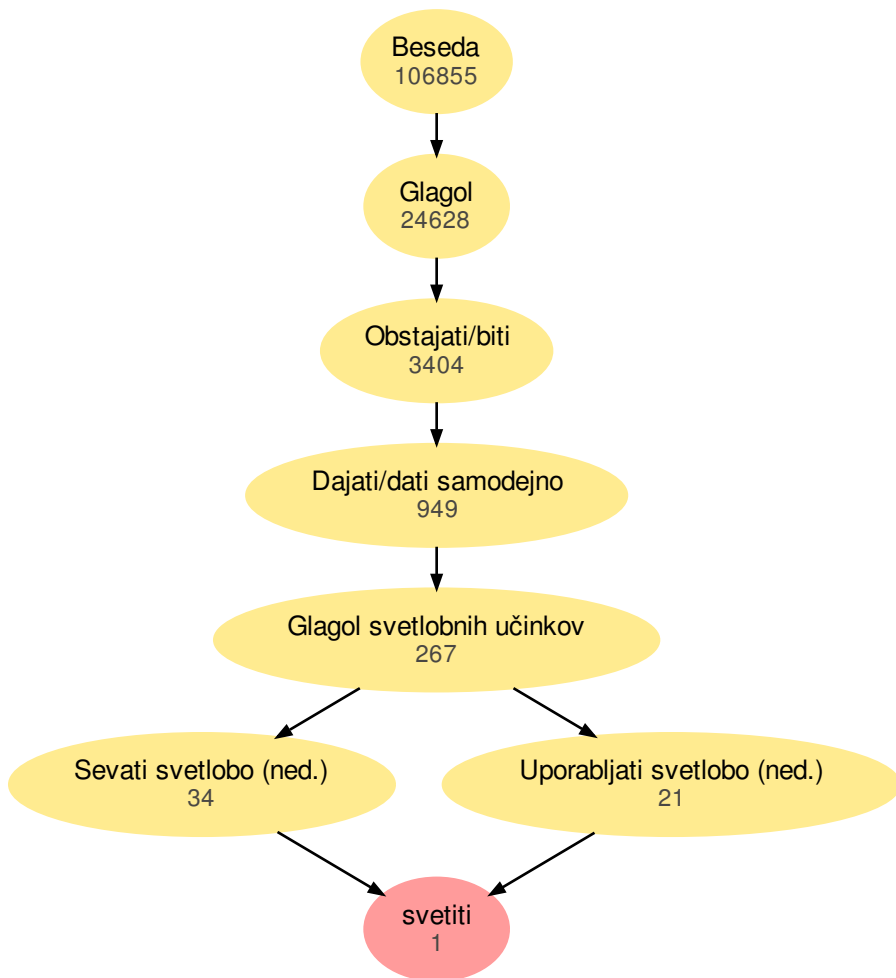 Beseda
106855
Glagol
24628
Obstajati/biti
3404
Dajati/dati samodejno
949
Glagol svetlobnih učinkov
267
Sevati svetlobo (ned.)
34
Uporabljati svetlobo (ned.)
21
svetiti
1